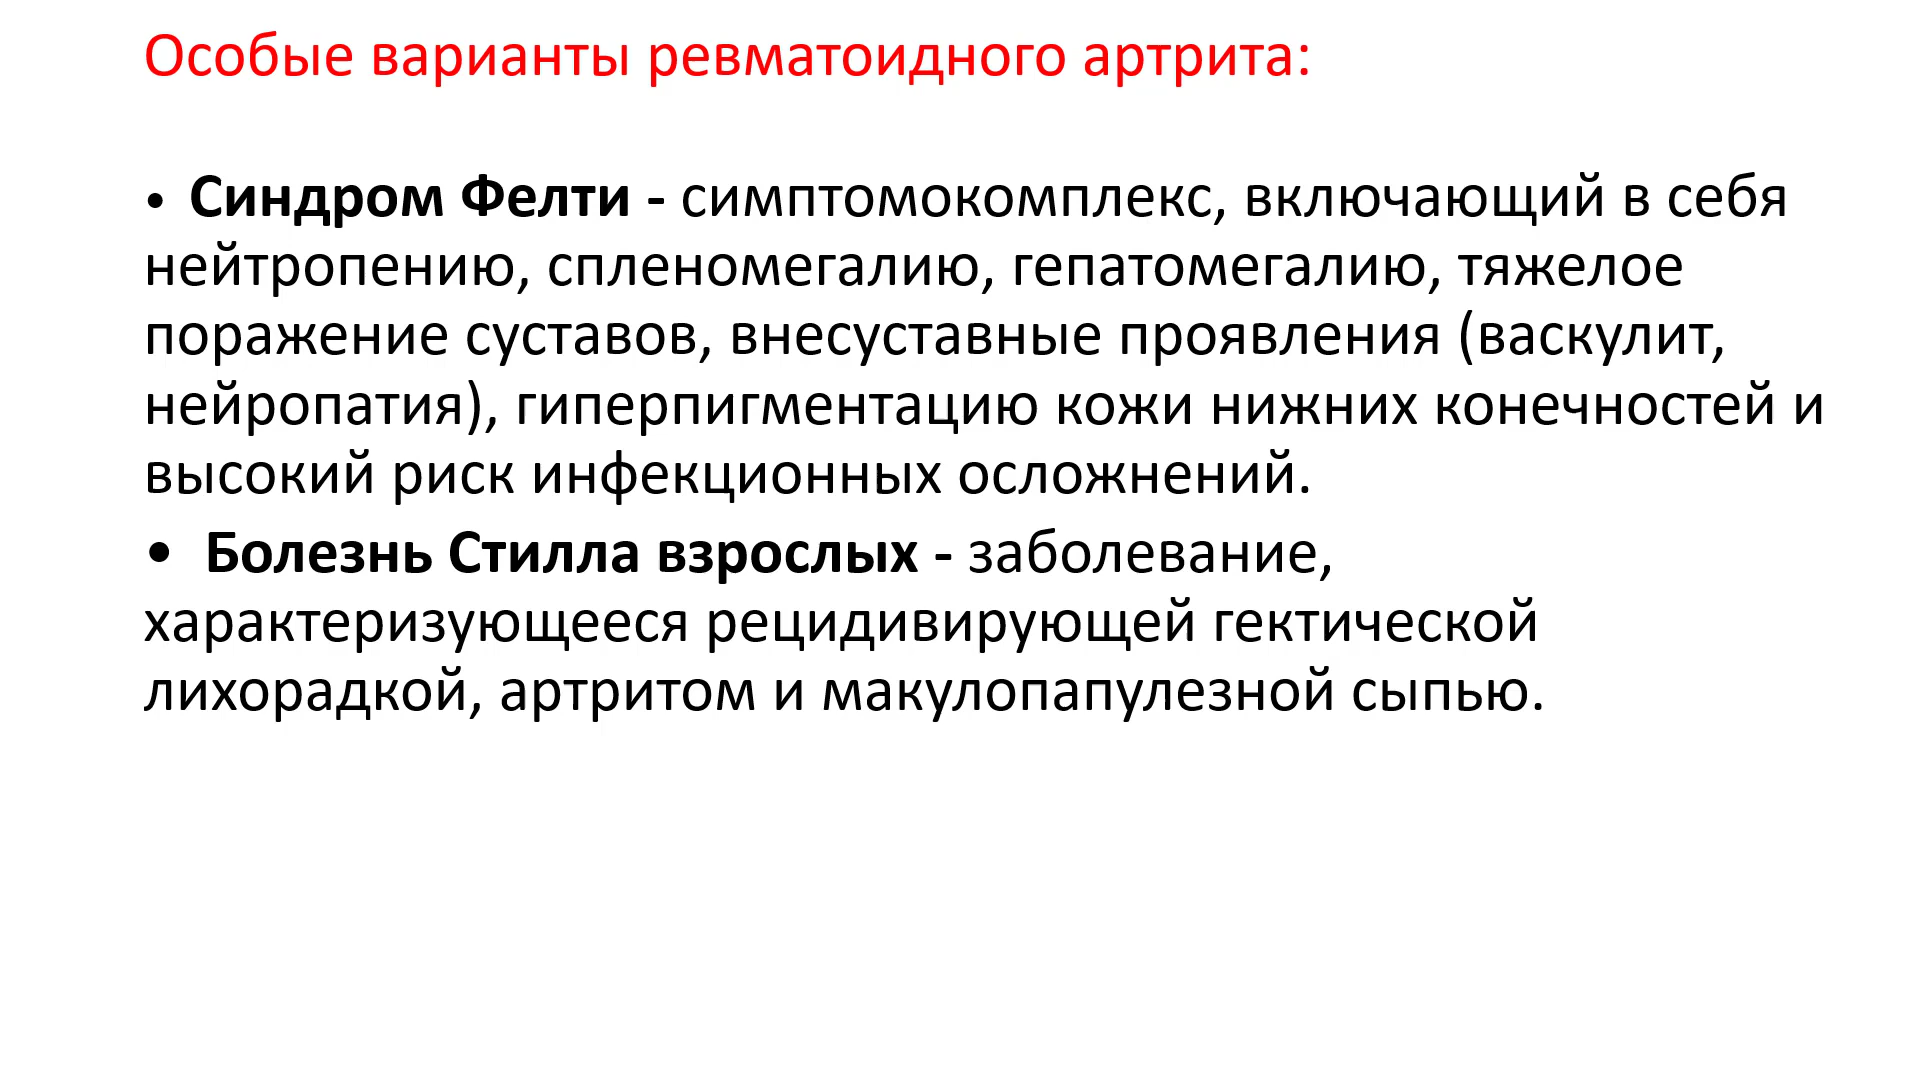 Особые варианты ревматоидного артрита:
• Синдром Фелти - симптомокомплекс, включающий в себя
нейтропению, спленомегалию, гепатомегалию, тяжелое
поражение суставов, внесуставные проявления (васкулит,
нейропатия), гиперпигментацию кожи нижних конечностей и
высокий риск инфекционных осложнений.
• Болезнь Стилла взрослых - заболевание,
характеризующееся рецидивирующей гектической
лихорадкой, артритом и макулопапулезной сыпью.